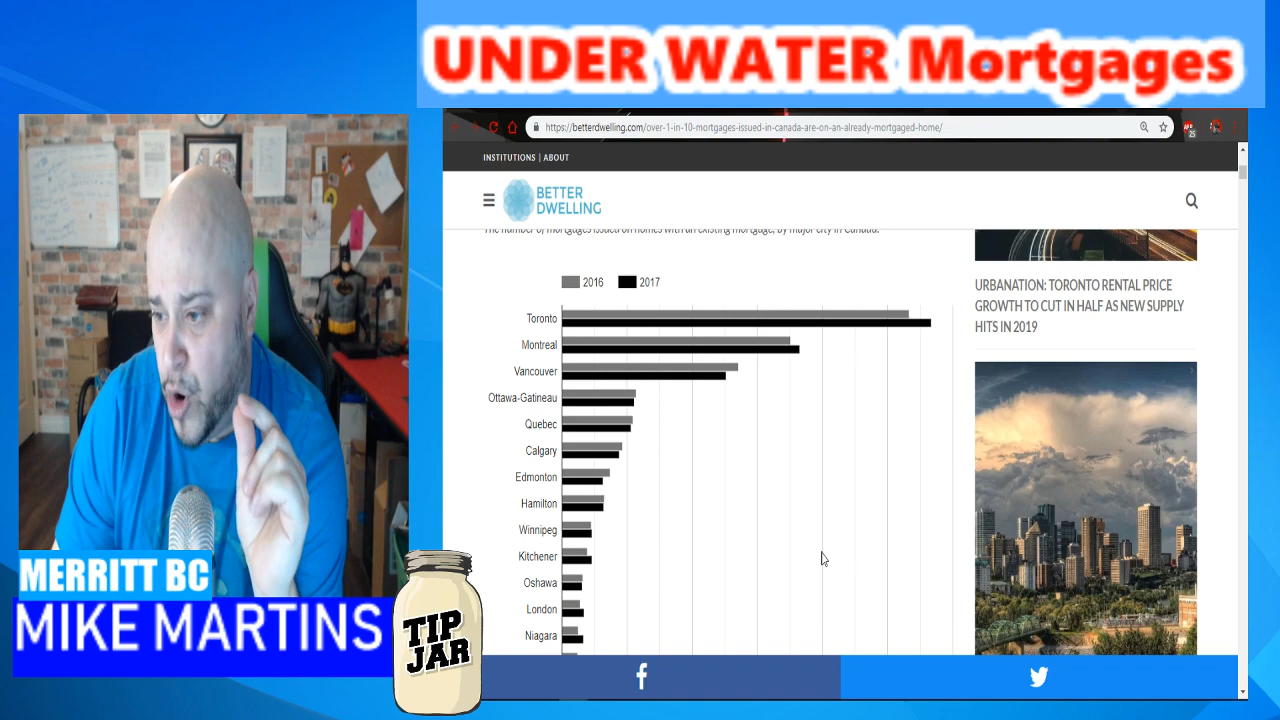 UNDER WATER Mortgages
https://betterdwelling.com/over-1-in-10-mortgages-issued-in-canada-are-on-an-already-mortgaged-home/
25
INSTITUTIONS | ABOUT
BETTER
DWELLING
The number of mortgages issued on homes with an existing mortgage, by major city in Canada.
2016
2017
Toronto
Montreal
Vancouver
Ottawa-Gatineau
Quebec
Calgary
Edmonton
Hamilton
Winnipeg
Kitchener
Oshawa
London
Niagara
URBANATION: TORONTO RENTAL PRICE
GROWTH TO CUT IN HALF AS NEW SUPPLY
HITS IN 2019
MERRITT BC
MIKE MARTINS
TIP
JAR